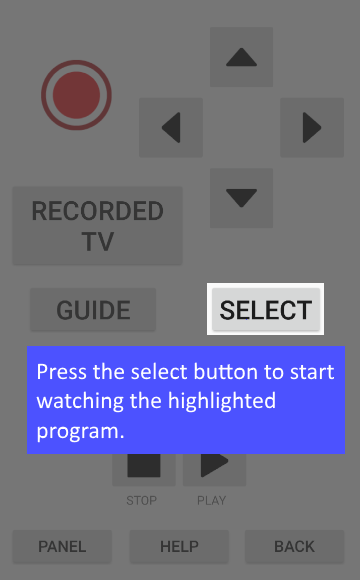 RECORDED
TV
GUIDE
SELECT
Press the select button to start
watching the highlighted
program.
STOP
PLAY
PANEL
HELP
BACK